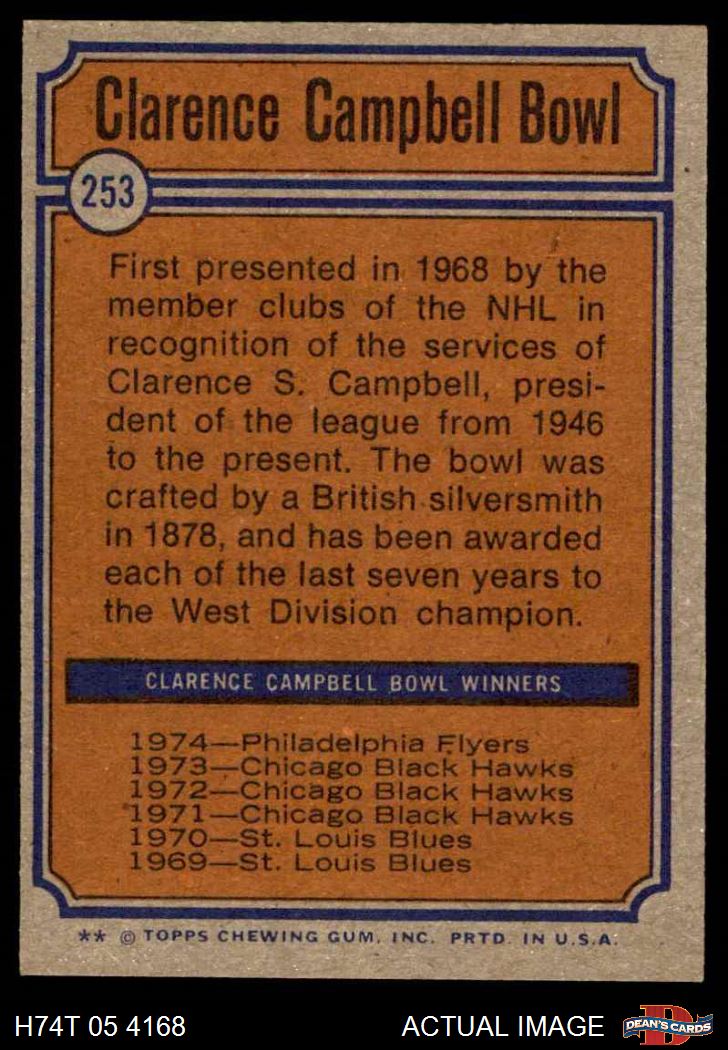 Clarence Campbell Bowl
253
First presented in 1968 by the
member clubs of the NHL in
recognition of the services of
Clarence S. Campbell, presi-
dent of the league from 1946
to the present. The bowl was
crafted by a British silversmith
in 1878, and has been awarded
each of the last seven years to
the West Division champion.
CLARENCE CAMPBELL BOWL WINNERS
1974—Philadelphia Flyers
1973—Chicago Black Hawks
1972—Chicago Black Hawks
1971—Chicago Black Hawks
1970—St. Louis Blues
1969—St. Louis Blues
** © TOPPS CHEWING GUM, INC. PRTD. IN U.S.A.
H74T 05 4168 ACTUAL IMAGE D DEAN'S CARDS